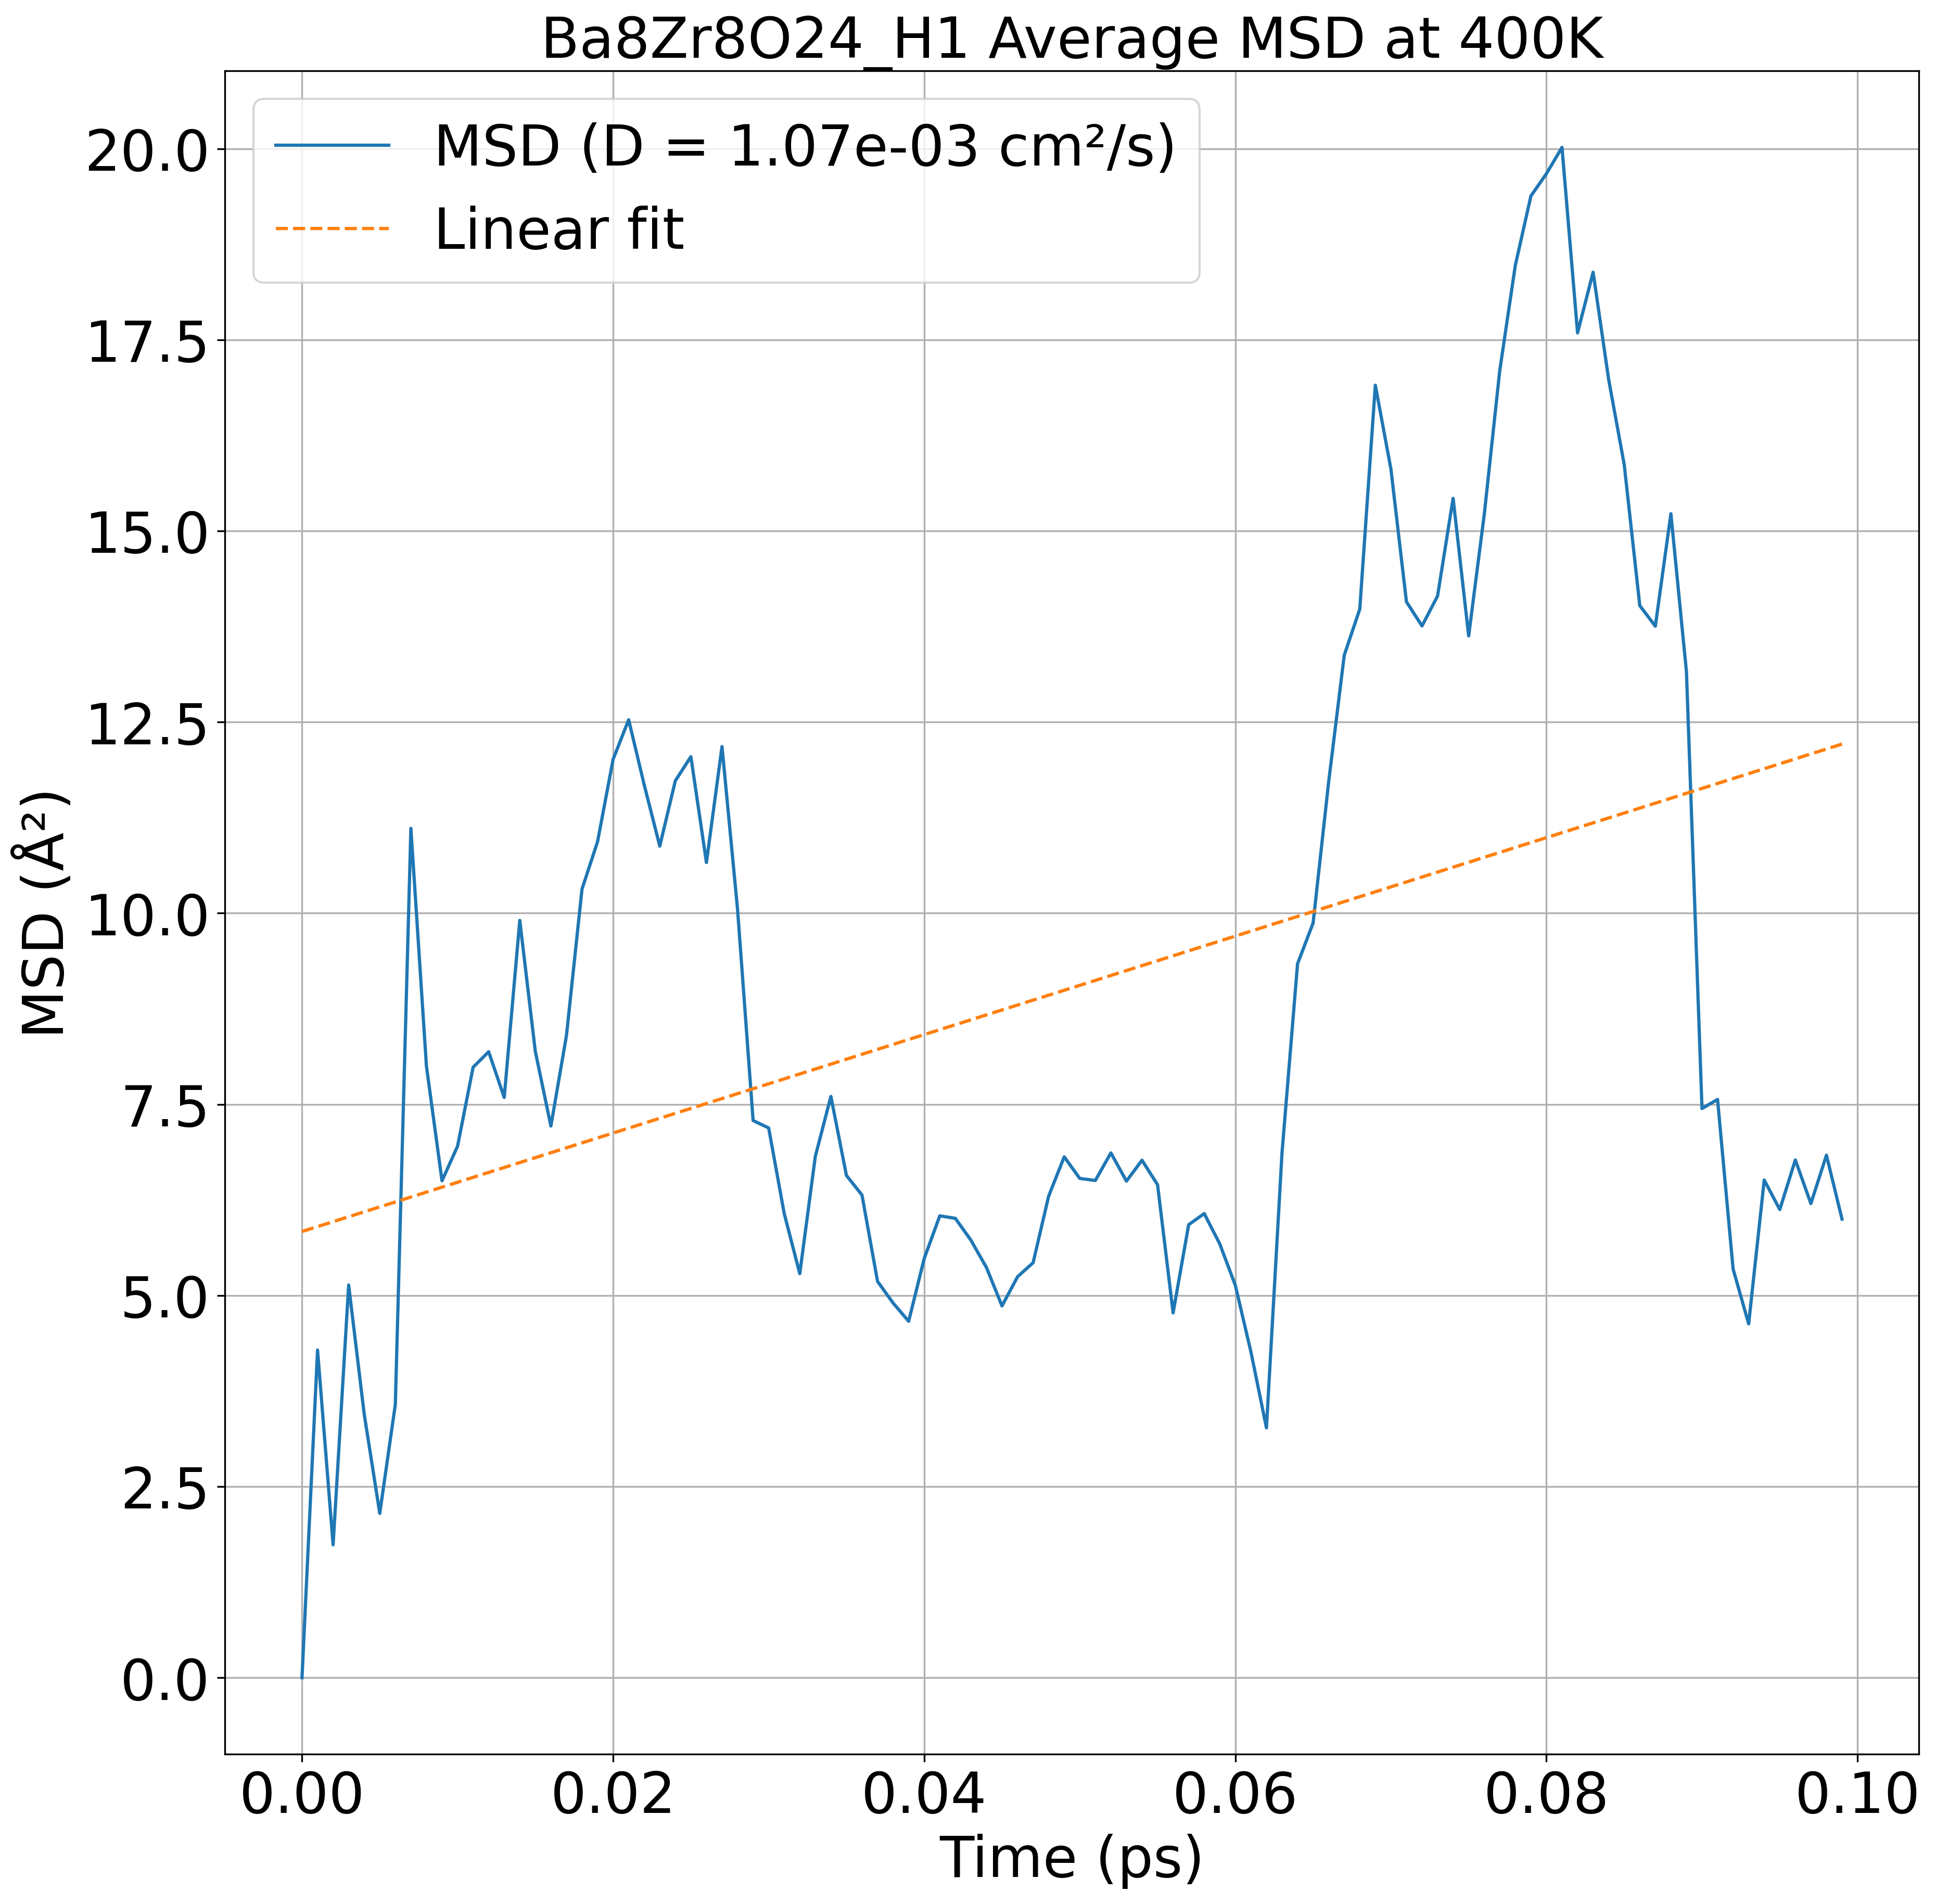 Ba8Zr8O24_H1 Average MSD at 400K
MSD (D = 1.07e-03 cm²/s)
Linear fit
MSD (Å²)
20.0
17.5
15.0
12.5
10.0
7.5
5.0
2.5
0.0
0.00 0.02 0.04 0.06 0.08 0.10
Time (ps)